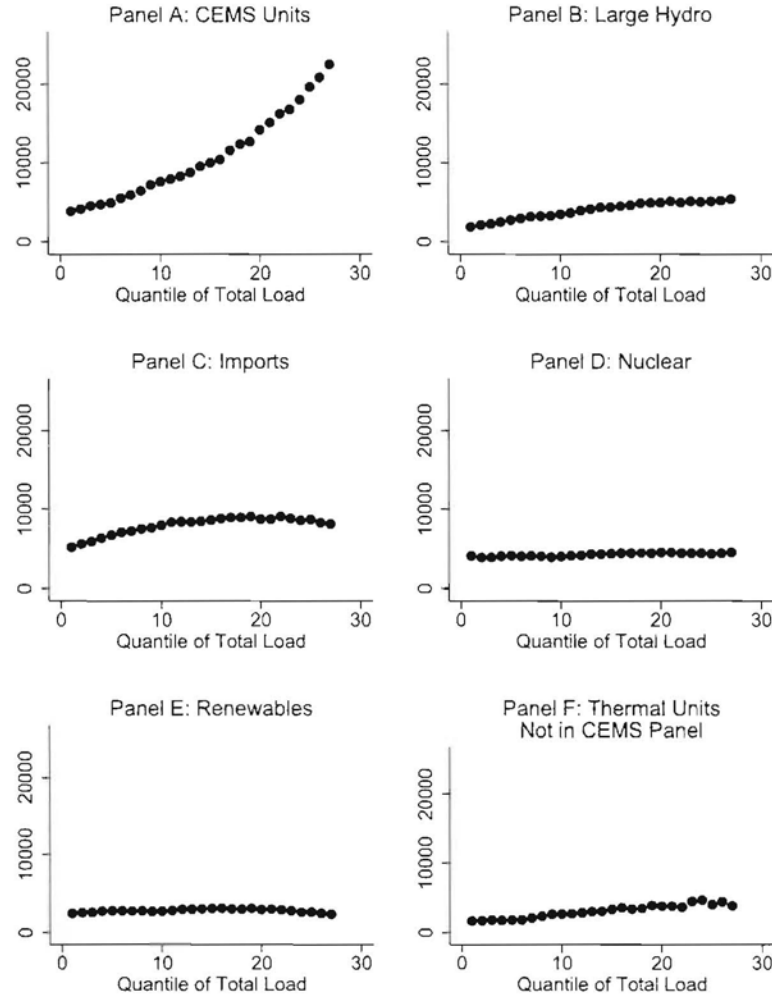 Panel A: CEMS Units
20000
10000
0
0 10 20 30
Quantile of Total Load
Panel B: Large Hydro
20000
10000
0
0 10 20 30
Quantile of Total Load
Panel C: Imports
20000
10000
0
0 10 20 30
Quantile of Total Load
Panel D: Nuclear
20000
10000
0
0 10 20 30
Quantile of Total Load
Panel E: Renewables
20000
10000
0
0 10 20 30
Quantile of Total Load
Panel F: Thermal Units
Not in CEMS Panel
20000
10000
0
0 10 20 30
Quantile of Total Load